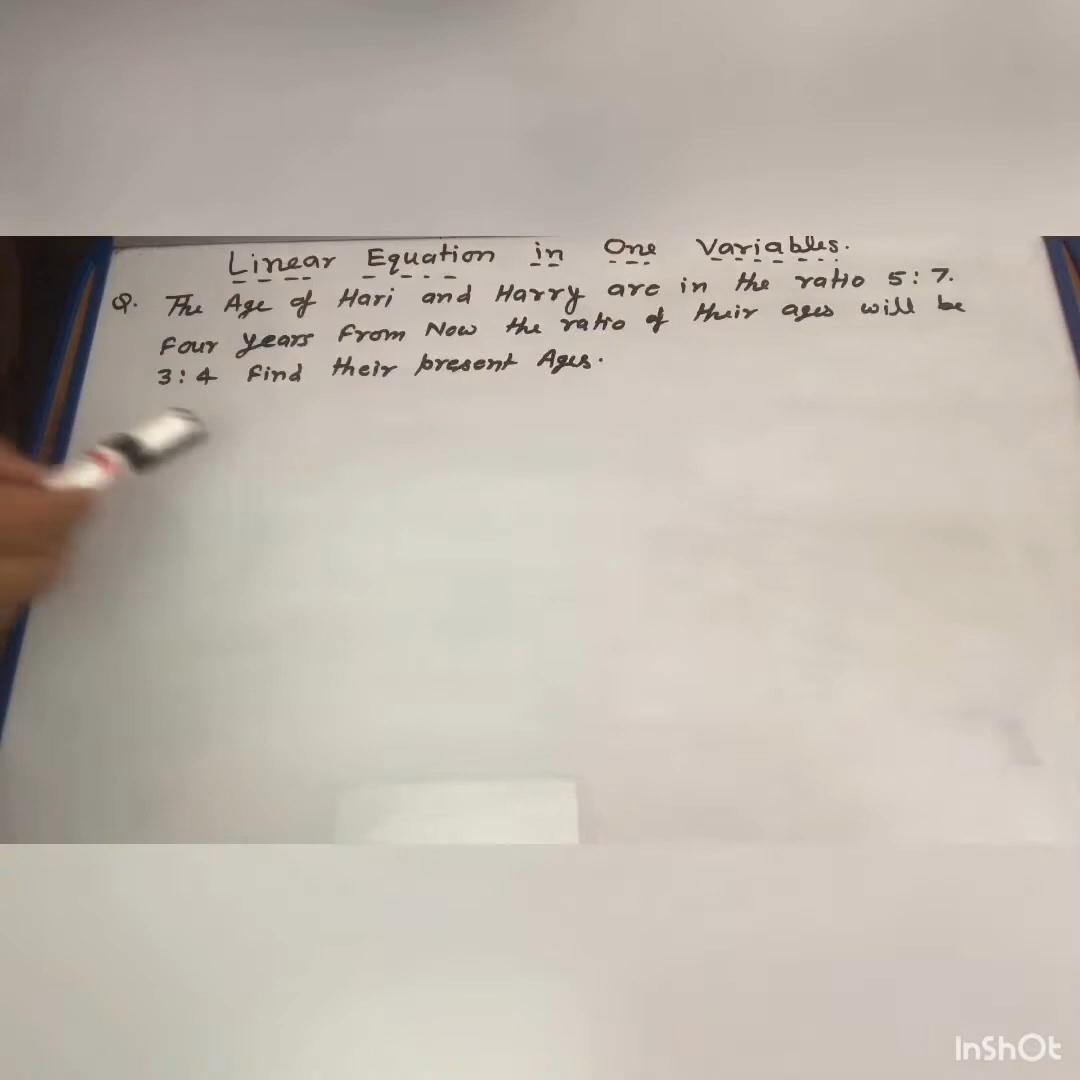 Linear Equation in One Variables.
Q. The Age of Hari and Harry are in the ratio 5:7.
Four years from Now the ratio of their ages will be
3:4 Find their present Ages.
InShOt